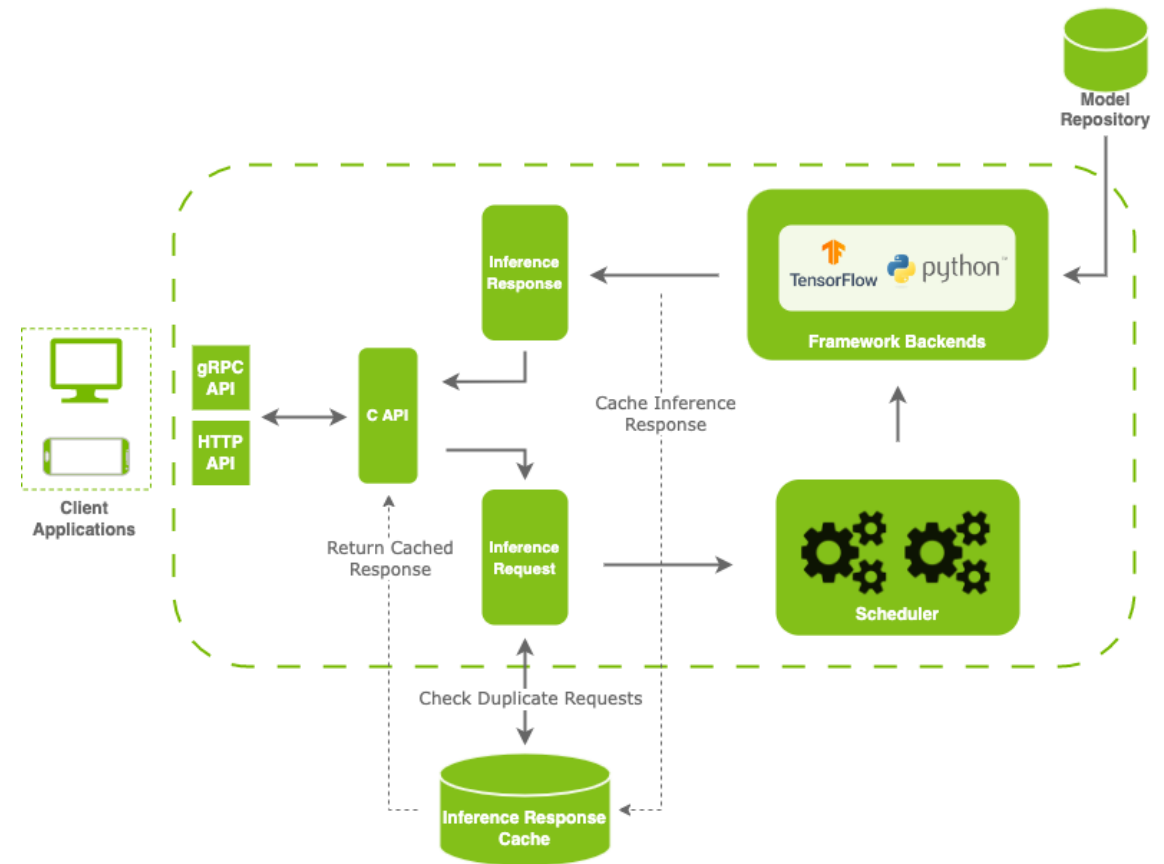 Model
Repository
Inference
Response
TensorFlow
python™
Framework Backends
gRPC
API
HTTP
API
C API
Cache Inference
Response
Client
Applications
Return Cached
Response
Inference
Request
Scheduler
Check Duplicate Requests
Inference Response
Cache